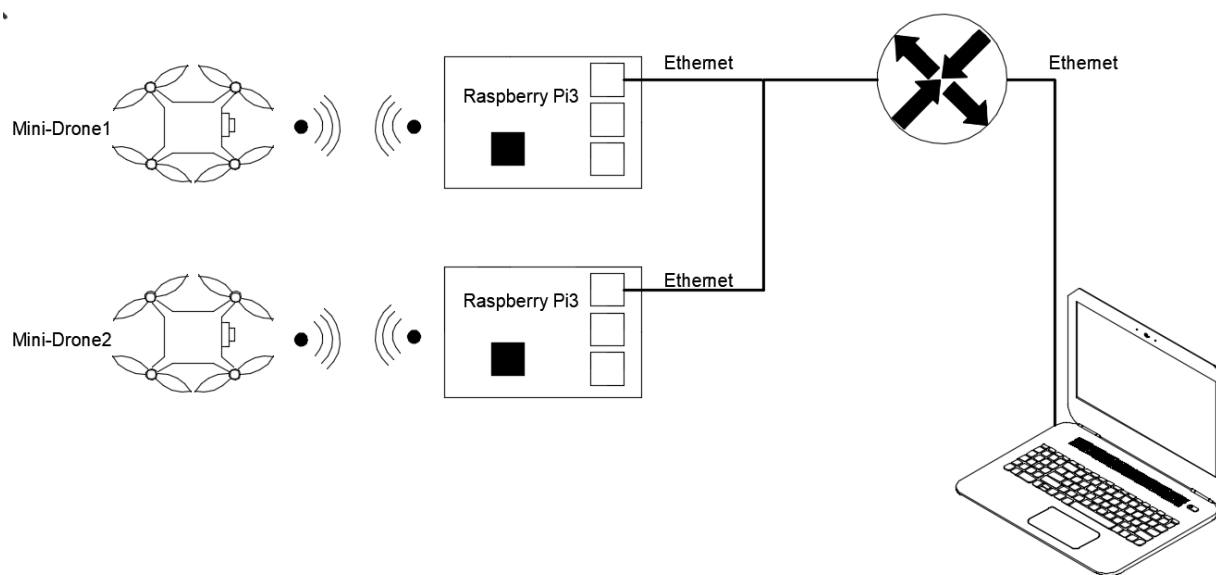 Ethernet
Ethernet
Raspberry Pi3
Mini-Drone1
Ethernet
Raspberry Pi3
Mini-Drone2